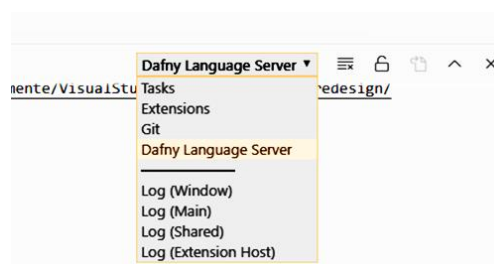 Dafny Language Server
mente/VisualStu
edesign/
Tasks
Extensions
Git
Dafny Language Server
Log (Window)
Log (Main)
Log (Shared)
Log (Extension Host)